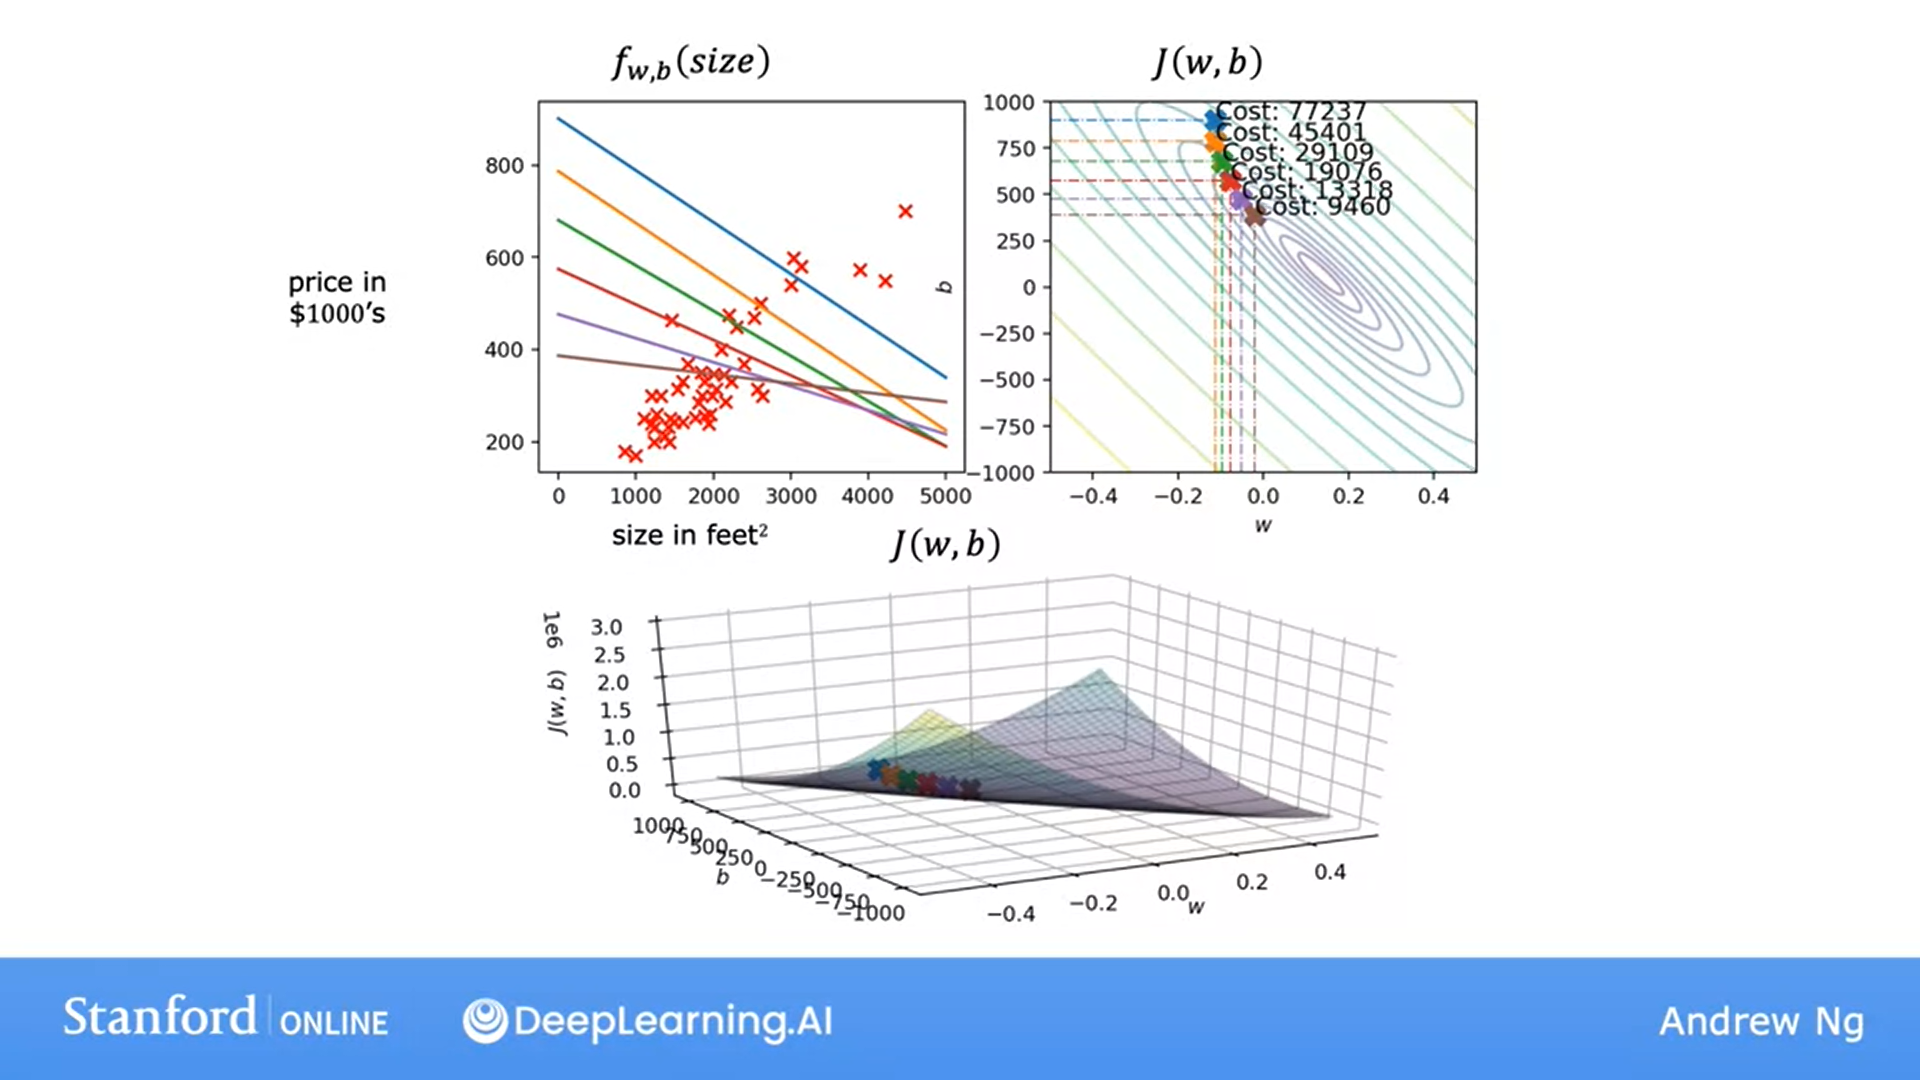 f_{w,b}(size)
J(w, b)
price in
$1000’s
800
600
400
200
0 1000 2000 3000 4000 5000
size in feet²
1000
750
500
250
0
−250
−500
−750
−1000
b
Cost: 77237
Cost: 45401
Cost: 29109
Cost: 19076
Cost: 13318
Cost: 9460
−0.4 −0.2 0.0 0.2 0.4
w
J(w, b)
1e6
J(w, b)
3.0
2.5
2.0
1.5
1.0
0.5
0.0
1000
750
500
250
0
−250
−500
−750
−1000
b
−0.4 −0.2 0.0 0.2 0.4
w
Stanford ONLINE
DeepLearning.AI
Andrew Ng